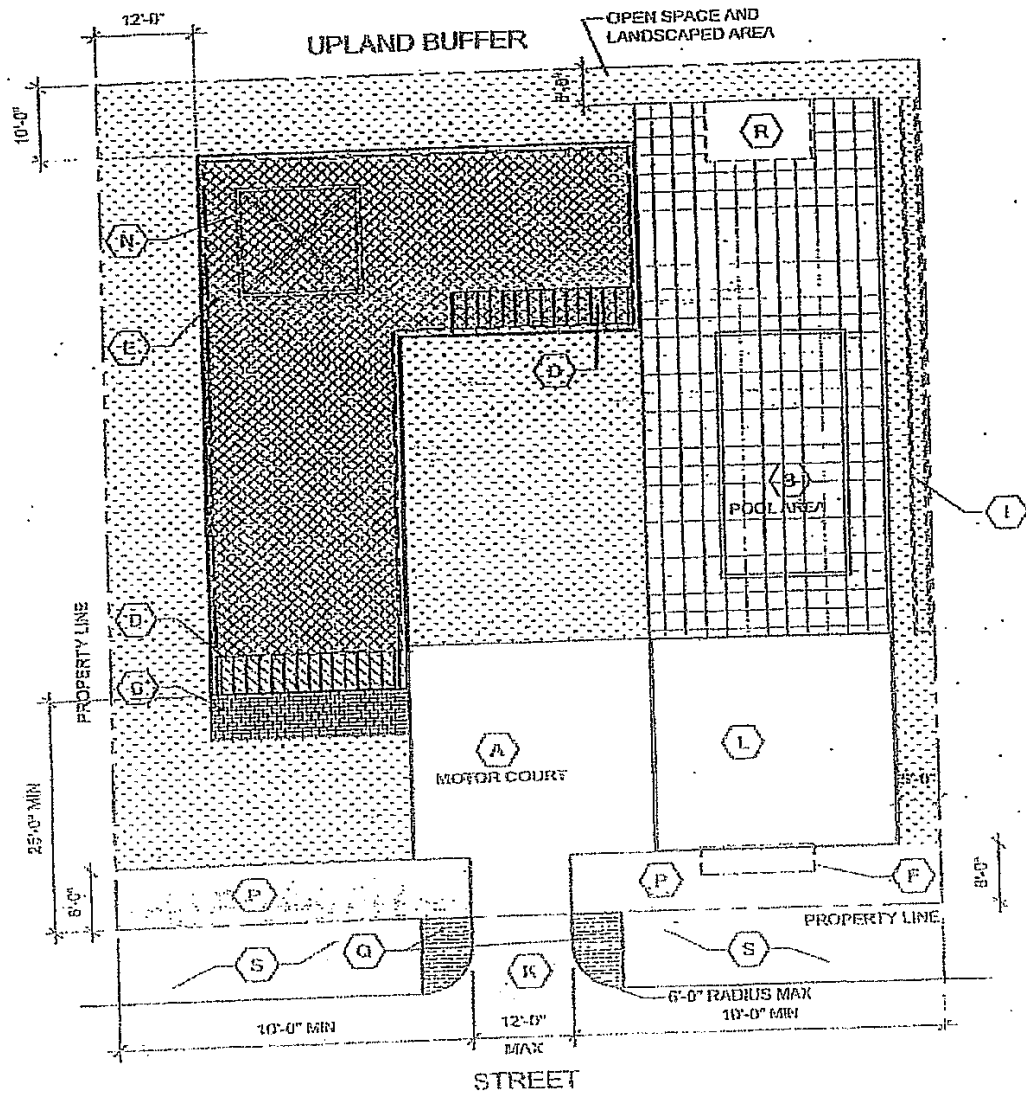 12'-0"
OPEN SPACE AND
LANDSCAPED AREA
UPLAND BUFFER
10'-0"
R
N
E
D
POOL AREA
I
PROPERTY LINE
D
G
A
MOTOR COURT
L
25'-0" MIN
P
P
F
8'-0"
PROPERTY LINE
S
Q
K
S
6'-0" RADIUS MAX
10'-0" MIN
12'-0"
MAX
10'-0" MIN
STREET